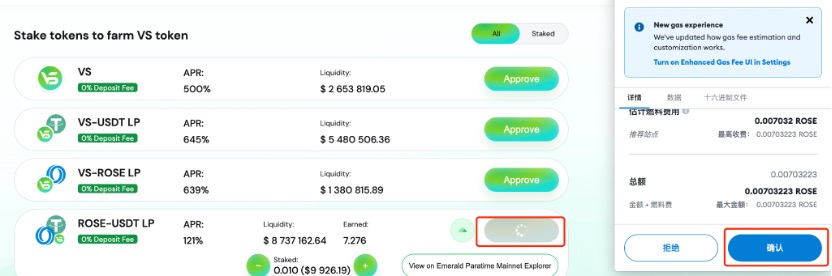 Stake tokens to farm VS token
All
Staked
VS
0% Deposit Fee
APR:
500%
Liquidity:
$ 2 653 819.05
Approve
VS-USDT LP
0% Deposit Fee
APR:
645%
Liquidity:
$ 5 480 506.36
Approve
VS-ROSE LP
0% Deposit Fee
APR:
639%
Liquidity:
$ 1 380 815.89
Approve
ROSE-USDT LP
0% Deposit Fee
APR:
121%
Liquidity:
$ 8 737 162.64
Earned:
7.276
Staked:
0.010 ($9 926.19)
View on Emerald Paratime Mainnet Explorer
New gas experience
We've updated how gas fee estimation and
customization works.
Turn on Enhanced Gas Fee UI in Settings
详情
数据
十六进制文件
估计燃料费用
0.007032 ROSE
推荐站点
最高收费: 0.00703223 ROSE
总额
0.00703223
0.00703223 ROSE
金额 + 燃料费
最大金额: 0.00703223 ROSE
拒绝
确认